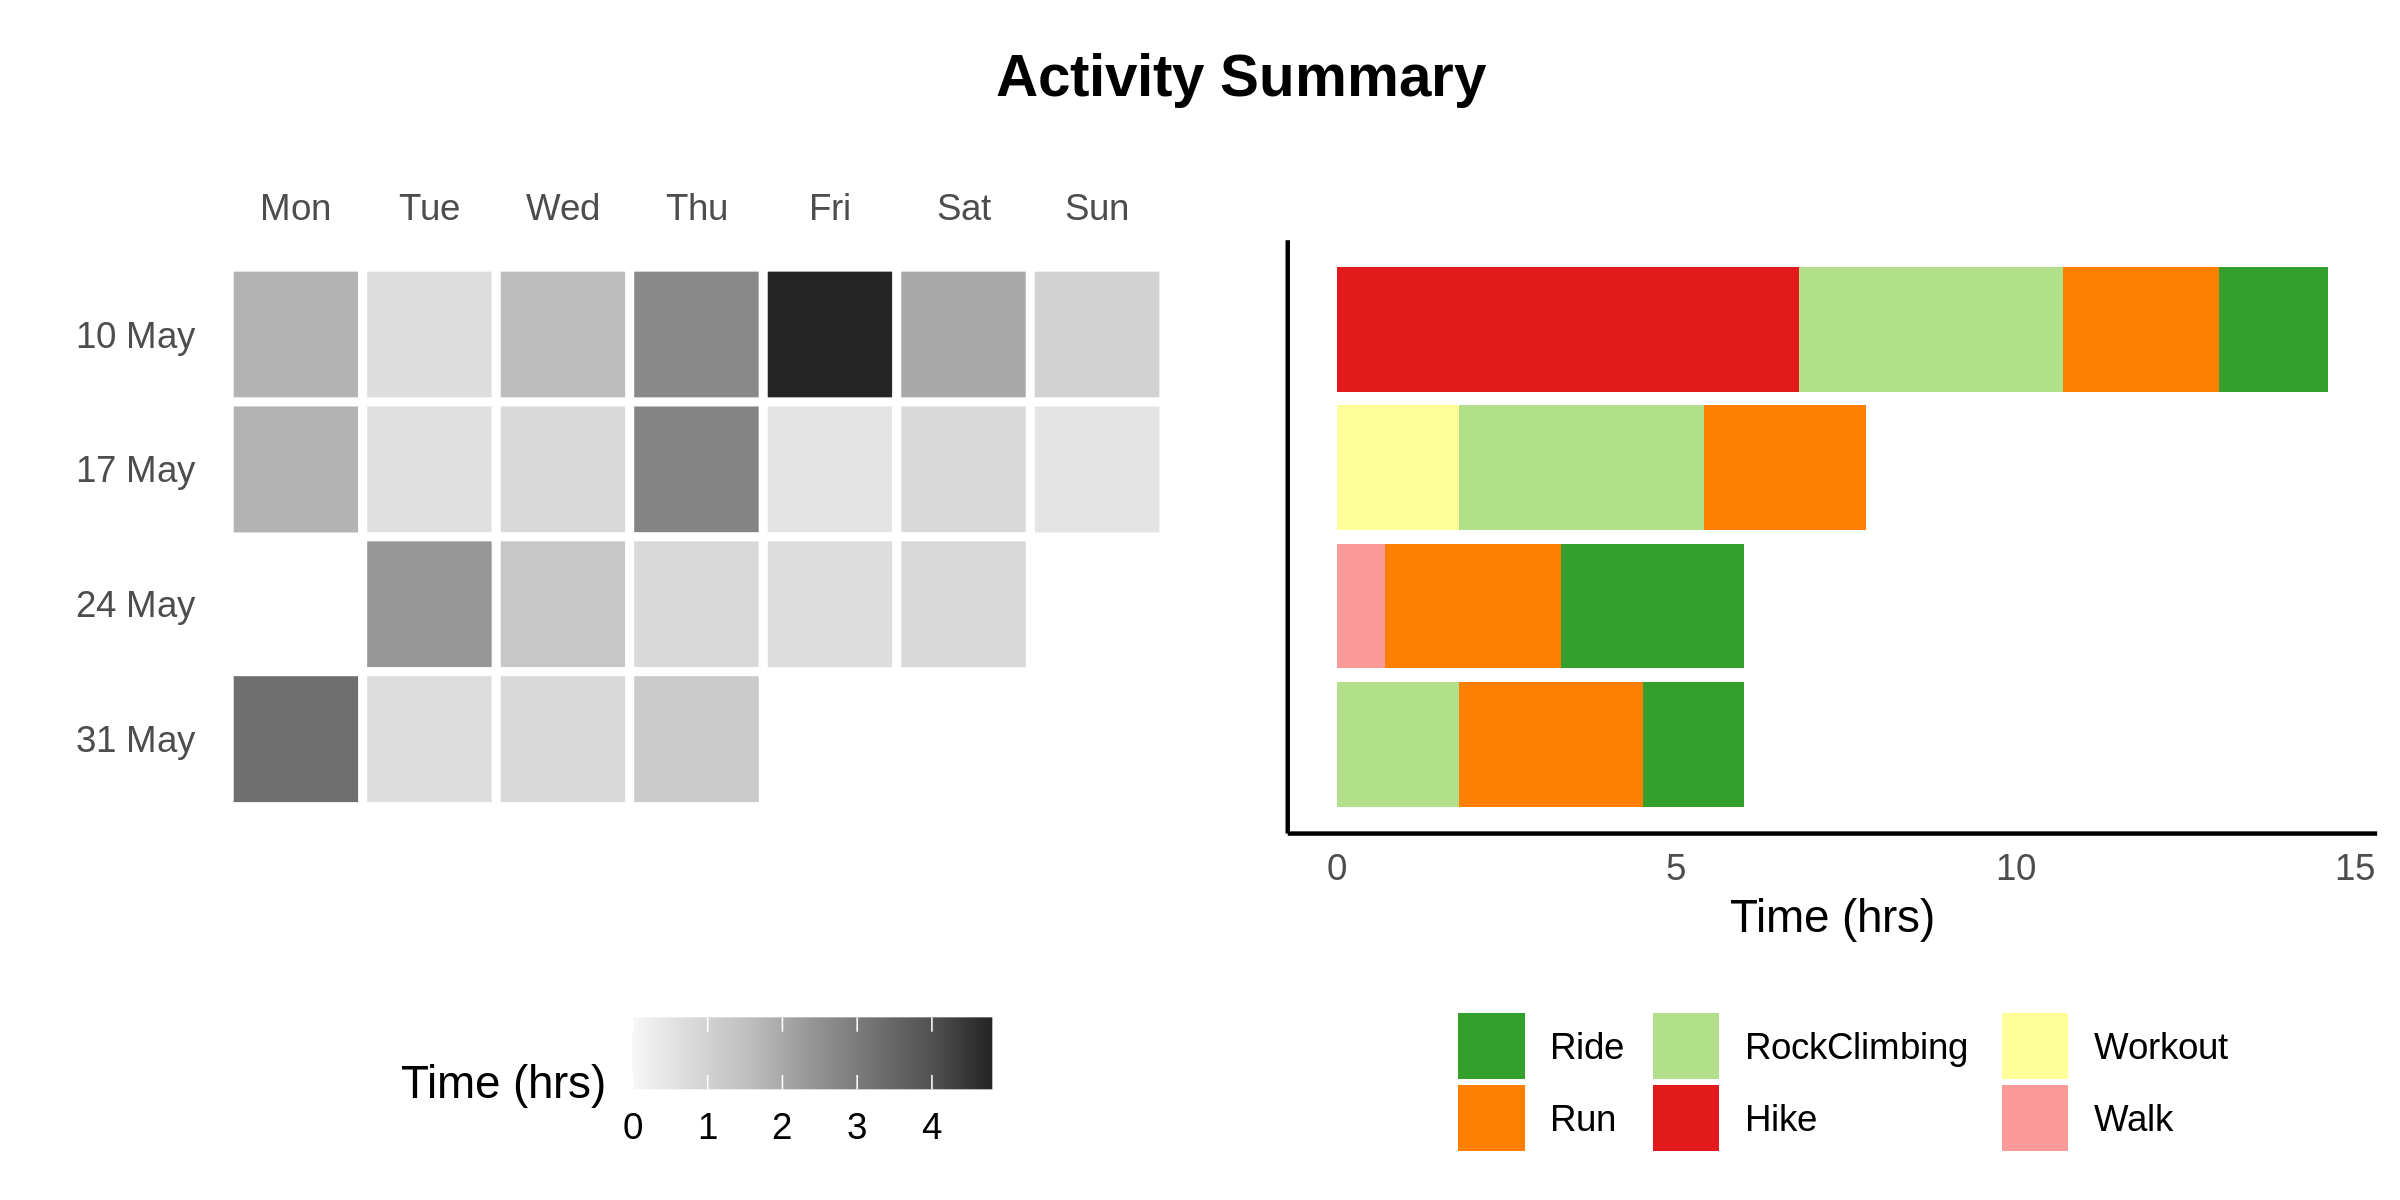 Activity Summary
Mon Tue Wed Thu Fri Sat Sun
10 May
17 May
24 May
31 May
0 5 10 15
Time (hrs)
Time (hrs)
0 1 2 3 4
Ride RockClimbing Workout
Run Hike Walk